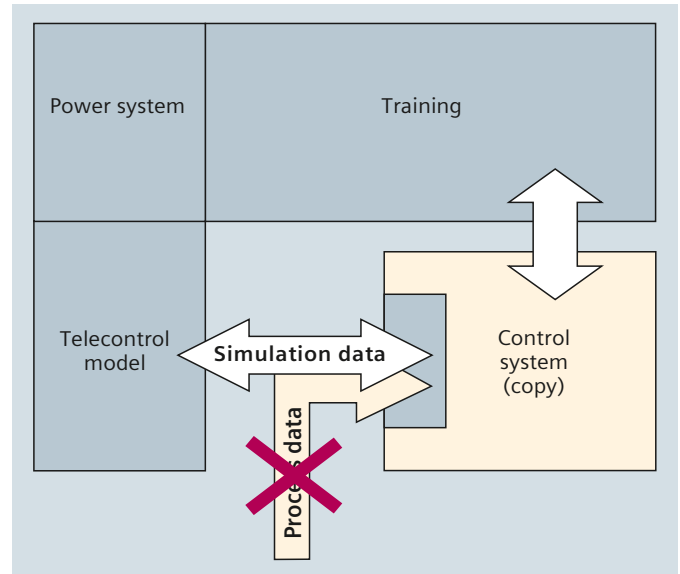 Power system
Training
Telecontrol
model
Simulation data
Control
system
(copy)
Process data